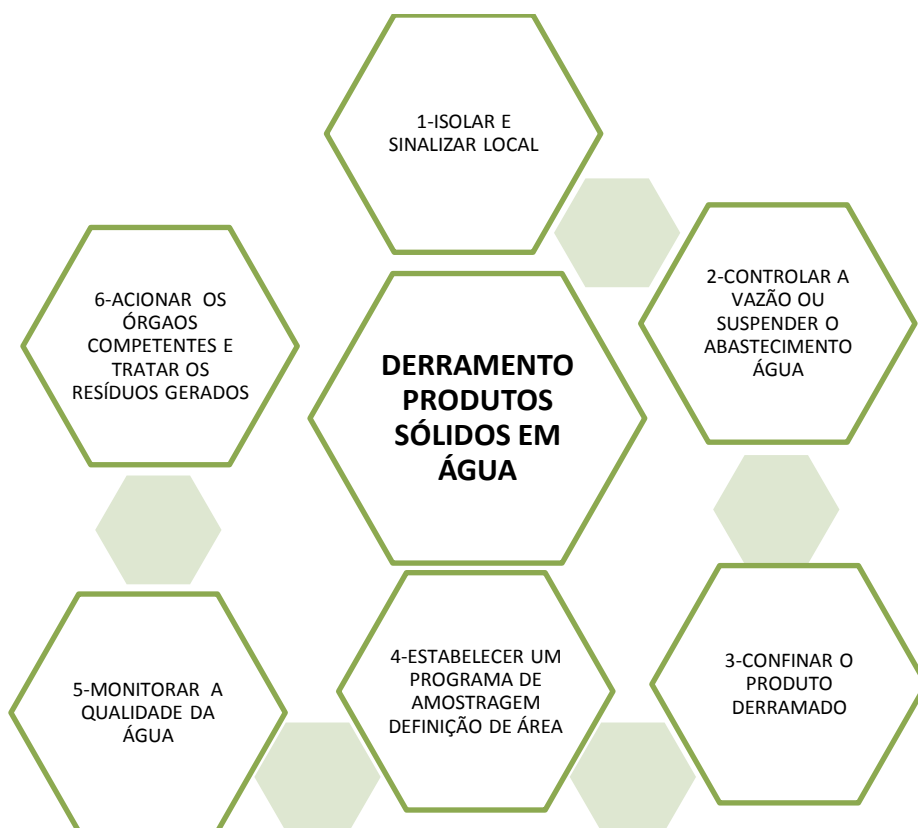 1-ISOLAR E
SINALIZAR LOCAL
2-CONTROLAR A
VAZÃO OU
SUSPENDER O
ABASTECIMENTO
ÁGUA
6-ACIONAR OS
ÓRGAOS
COMPETENTES E
TRATAR OS
RESÍDUOS GERADOS
DERRAMENTO
PRODUTOS
SÓLIDOS EM
ÁGUA
5-MONITORAR A
QUALIDADE DA
ÁGUA
4-ESTABELECER UM
PROGRAMA DE
AMOSTRAGEM
DEFINIÇÃO DE ÁREA
3-CONFINAR O
PRODUTO
DERRAMADO